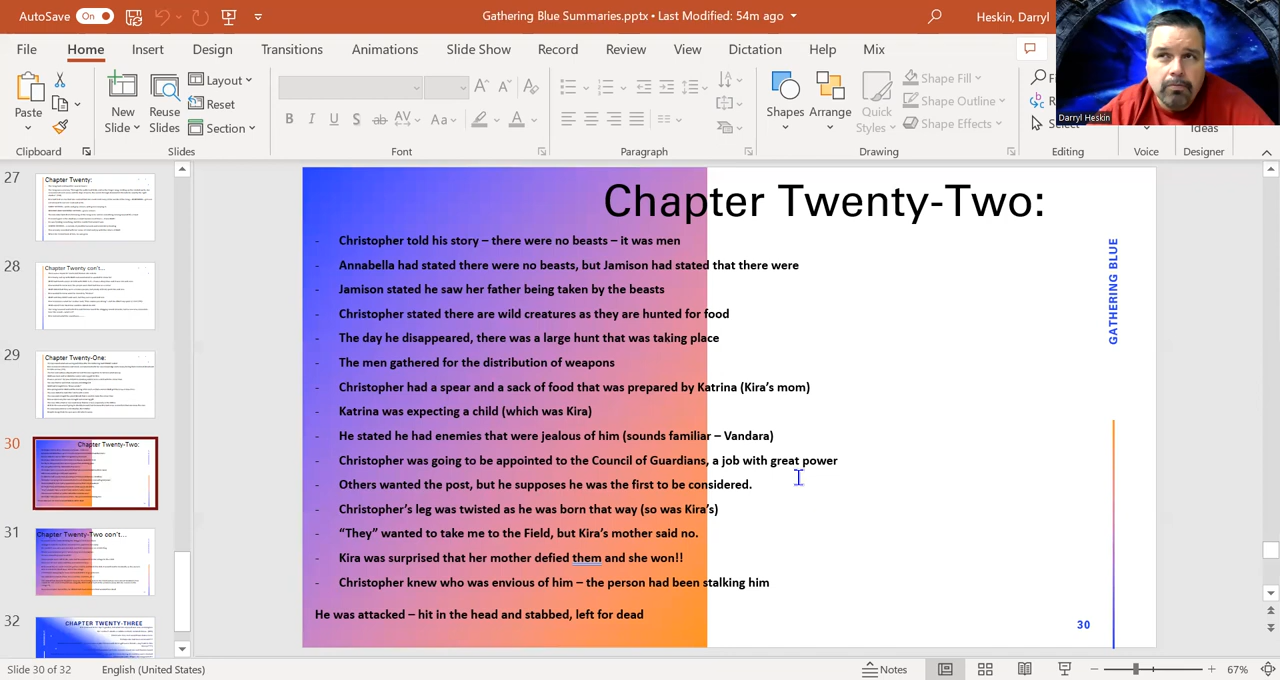 AutoSave On Gathering Blue Summaries.pptx • Last Modified: 54m ago Heskin, Darryl
File Home Insert Design Transitions Animations Slide Show Record Review View Dictation Help Mix
Paste New Slide Reuse Slides Layout Reset Section
B I U S ab AV Aa A
Shapes Arrange Quick Styles Shape Fill Shape Outline Shape Effects
Select Ideas
Clipboard Slides Font Paragraph Drawing Editing Voice Designer
Darryl Heskin
27
Chapter Twenty:
28
Chapter Twenty con't...
29
Chapter Twenty-One:
30
Chapter Twenty-Two:
31
Chapter Twenty-Two con't...
32
CHAPTER TWENTY-THREE
Chapter Twenty-Two:
- Christopher told his story – there were no beasts – it was men
- Annabella had stated there were no beasts, but Jamison had stated that there were
- Jamison stated he saw her father being taken by the beasts
- Christopher stated there are wild creatures as they are hunted for food
- The day he disappeared, there was a large hunt that was taking place
- The men gathered for the distribution of weapons
- Christopher had a spear and a sack of food that was prepared by Katrina (Kira's mom)
- Katrina was expecting a child (which was Kira)
- He stated he had enemies that were jealous of him (sounds familiar – Vandara)
- Christopher was going to be appointed to the Council of Guardians, a job with great power
- Others wanted the post, but he supposes he was the first to be considered.
- Christopher's leg was twisted as he was born that way (so was Kira's)
- “They” wanted to take me to the Field, but Kira's mother said no.
- Kira was surprised that her mother defied them and she won!!
- Christopher knew who was envious of him – the person had been stalking him
He was attacked – hit in the head and stabbed, left for dead
GATHERING BLUE
30
Slide 30 of 32 English (United States) Notes 67%